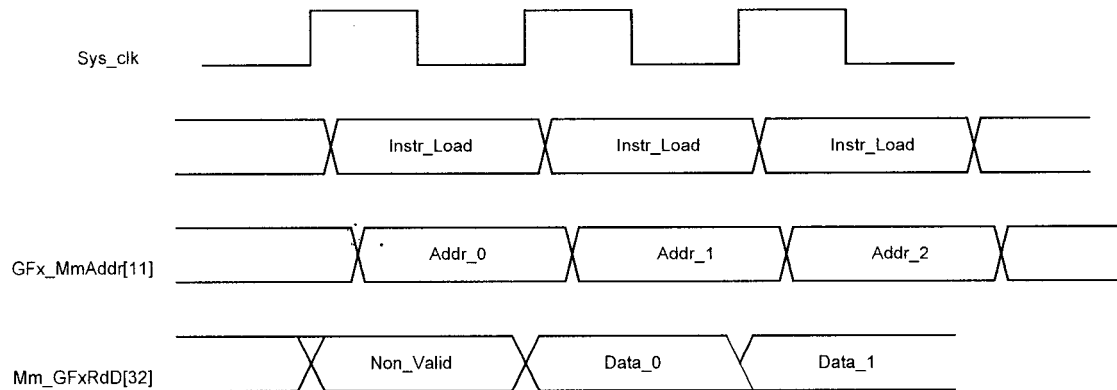 Sys_clk
Instr_Load Instr_Load Instr_Load
GFx_MmAddr[11] Addr_0 Addr_1 Addr_2
Mm_GFxRdD[32] Non_Valid Data_0 Data_1